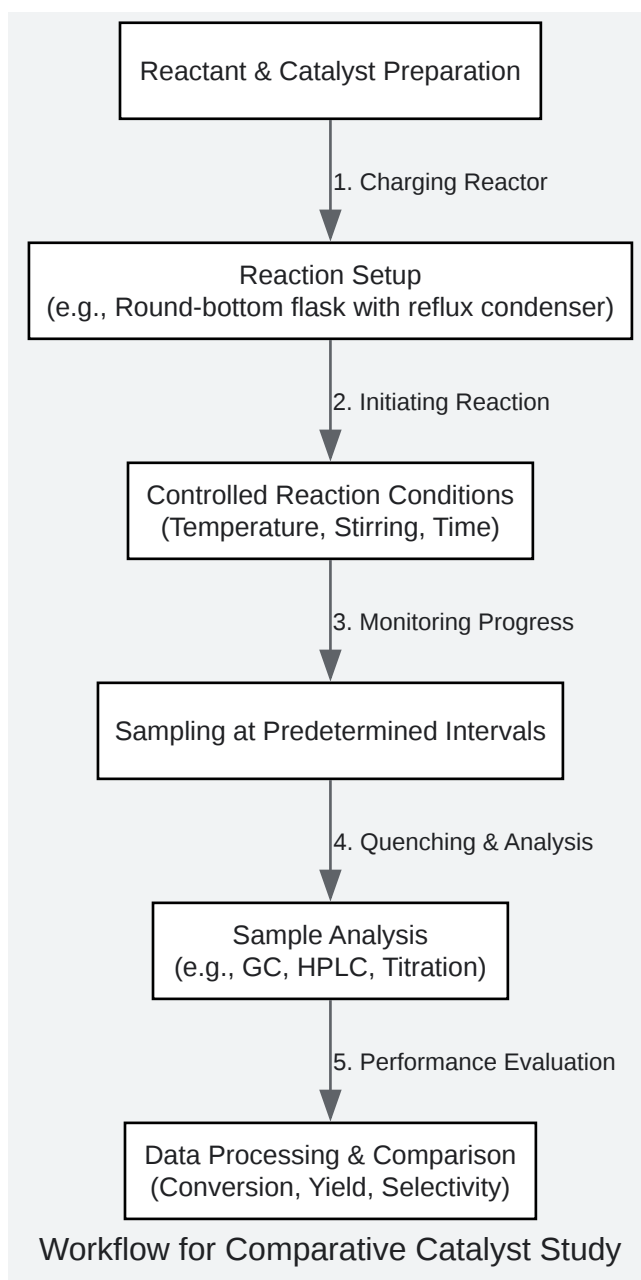 Reactant & Catalyst Preparation
1. Charging Reactor
Reaction Setup
(e.g., Round-bottom flask with reflux condenser)
2. Initiating Reaction
Controlled Reaction Conditions
(Temperature, Stirring, Time)
3. Monitoring Progress
Sampling at Predetermined Intervals
4. Quenching & Analysis
Sample Analysis
(e.g., GC, HPLC, Titration)
5. Performance Evaluation
Data Processing & Comparison
(Conversion, Yield, Selectivity)
Workflow for Comparative Catalyst Study